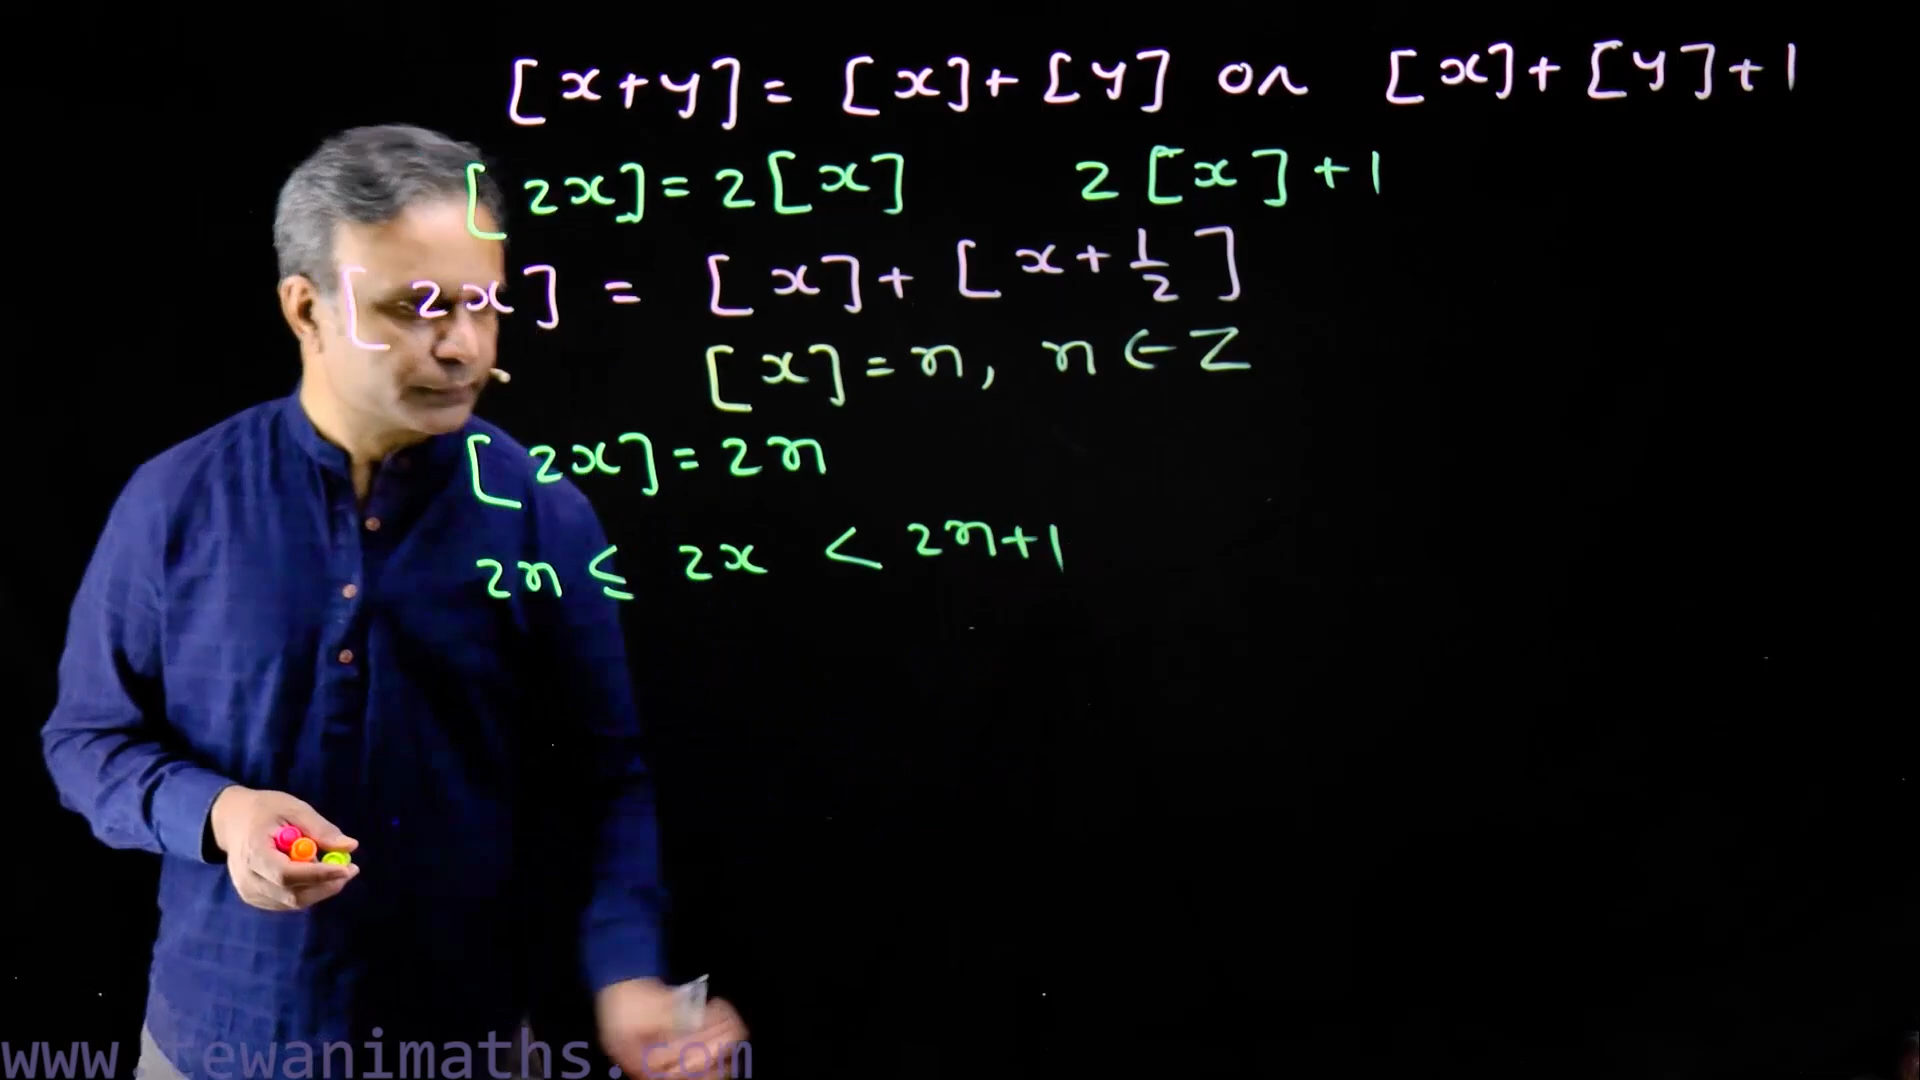 [x+y] = [x]+[y] or [x]+[y]+1
[2x] = 2[x] 2[x]+1
[2x] = [x]+[x+1/2]
[x] = n, n ∈ Z
[2x] = 2n
2n ≤ 2x < 2n+1
www.tewanimaths.com